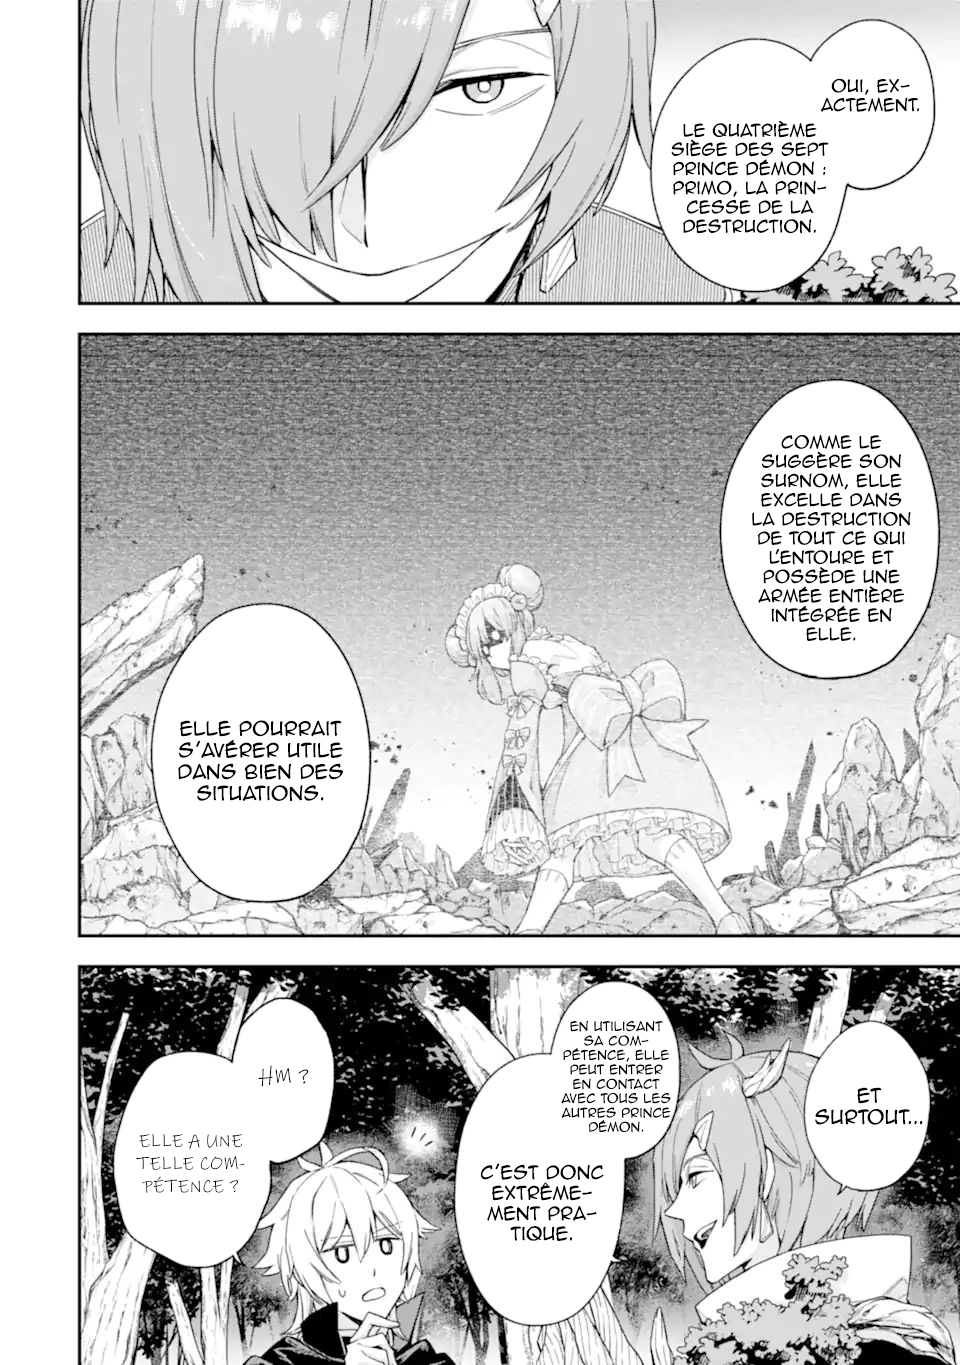 OUI, EX-
ACTEMENT.
LE QUATRIÈME
SIÈGE DES SEPT
PRINCE DÉMON :
PRIMO, LA PRIN-
CESSE DE LA
DESTRUCTION.
COMME LE
SUGGÈRE SON
SURNOM, ELLE
EXCELLE DANS
LA DESTRUCTION
DE TOUT CE QUI
L'ENTOURE ET
POSSÈDE UNE
ARMÉE ENTIÈRE
INTÉGRÉE EN
ELLE.
ELLE POURRAIT
S'AVÉRER UTILE
DANS BIEN DES
SITUATIONS.
ET
SURTOUT...
EN UTILISANT
SA COM-
PÉTENCE, ELLE
PEUT ENTRER
EN CONTACT
AVEC TOUS LES
AUTRES PRINCE
DÉMON.
C'EST DONC
EXTRÊME-
MENT PRA-
TIQUE.
HM ?
ELLE A UNE
TELLE COM-
PÉTENCE ?